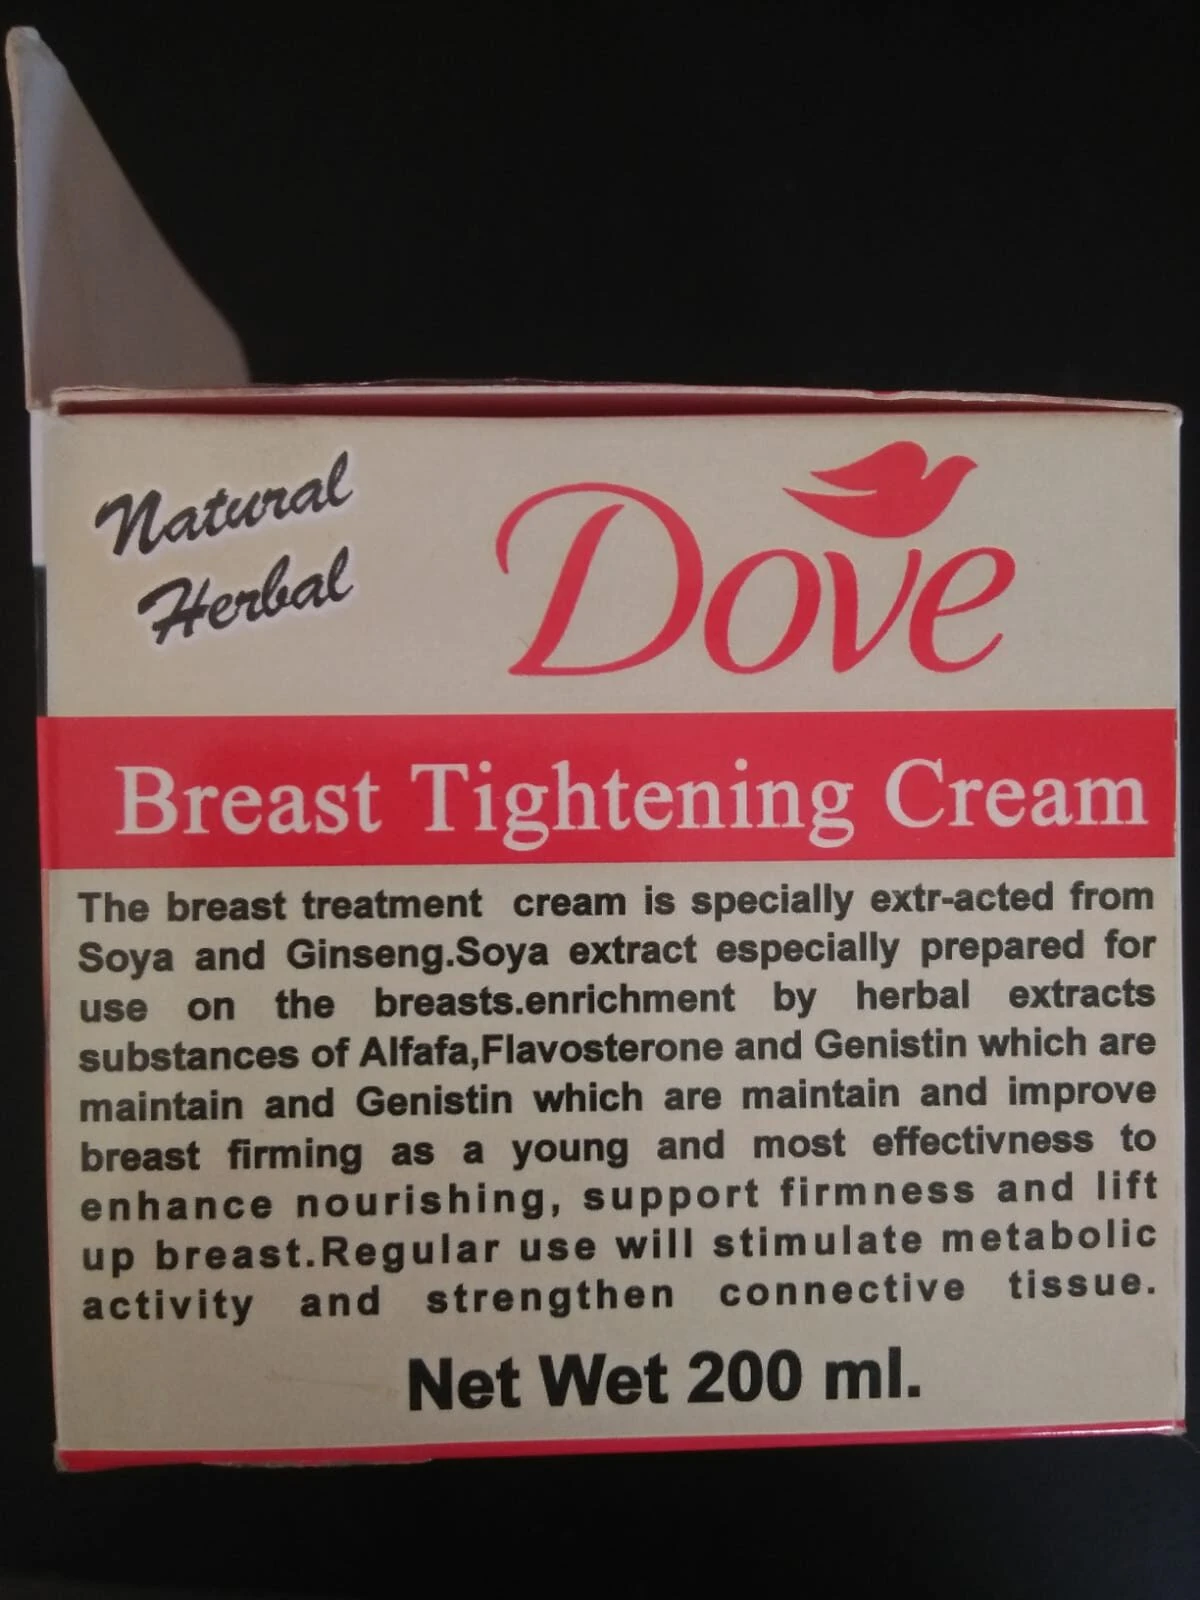 Natural
Herbal
Dove
Breast Tightening Cream
The breast treatment cream is specially extr-acted from
Soya and Ginseng.Soya extract especially prepared for
use on the breasts.enrichment by herbal extracts
substances of Alfafa,Flavosterone and Genistin which are
maintain and Genistin which are maintain and improve
breast firming as a young and most effectivness to
enhance nourishing, support firmness and lift
up breast.Regular use will stimulate metabolic
activity and strengthen connective tissue.
Net Wet 200 ml.